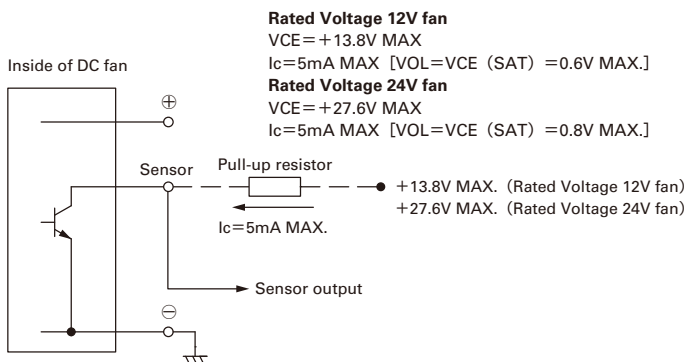 Rated Voltage 12V fan
VCE=+13.8V MAX
Ic=5mA MAX [VOL=VCE (SAT) =0.6V MAX.]
Rated Voltage 24V fan
VCE=+27.6V MAX
Ic=5mA MAX [VOL=VCE (SAT) =0.8V MAX.]
Inside of DC fan
⊕
Sensor
Pull-up resistor
+13.8V MAX. (Rated Voltage 12V fan)
+27.6V MAX. (Rated Voltage 24V fan)
Ic=5mA MAX.
Sensor output
⊖